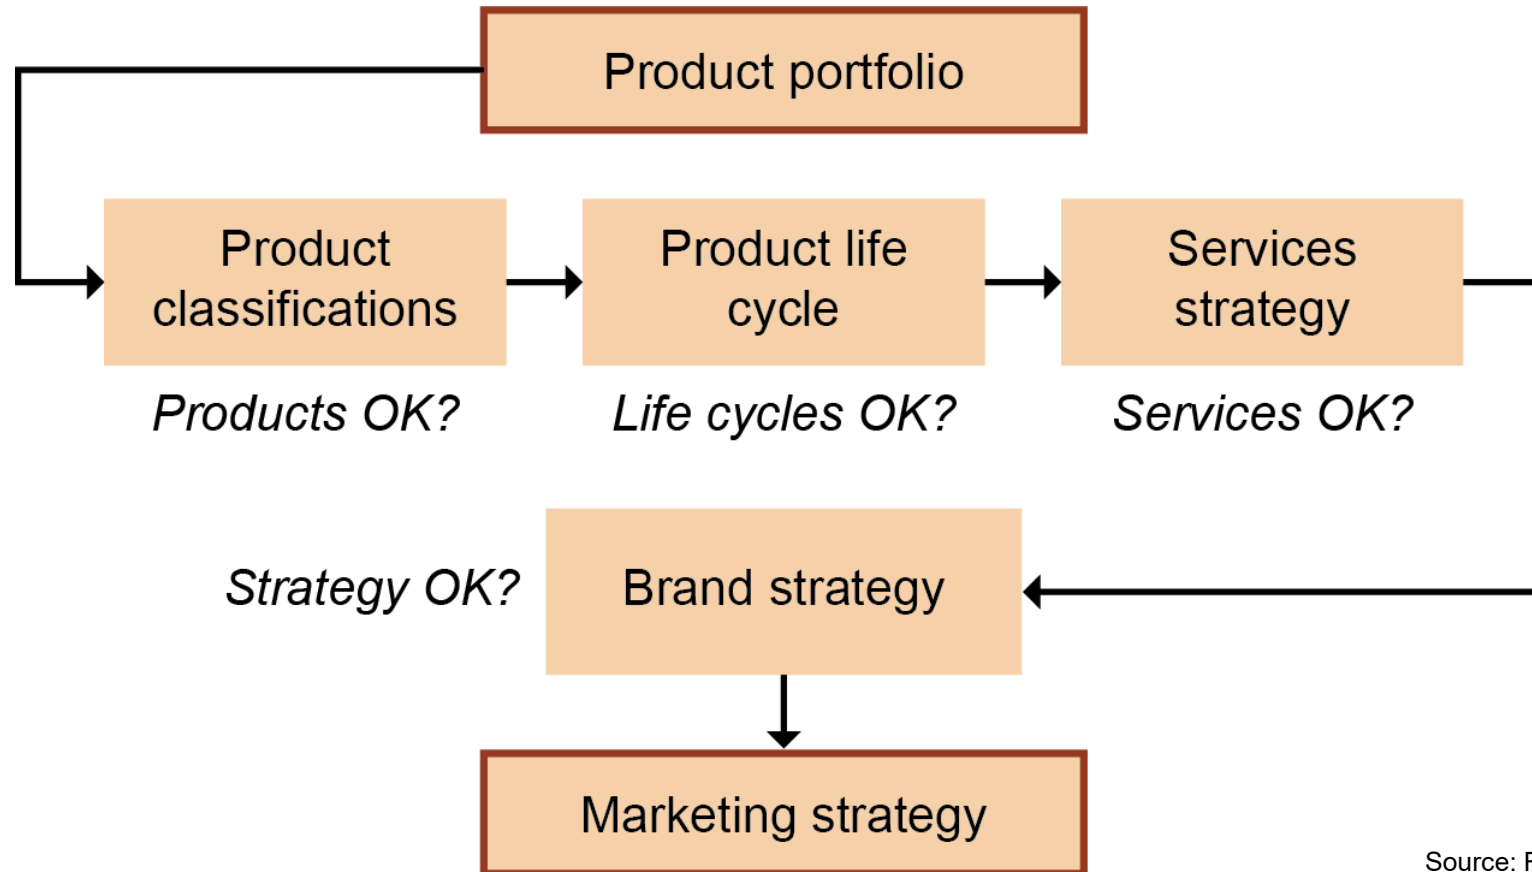 Product portfolio
Product
classifications
Product life
cycle
Services
strategy
Products OK?
Life cycles OK?
Services OK?
Strategy OK?
Brand strategy
Marketing strategy
Source: